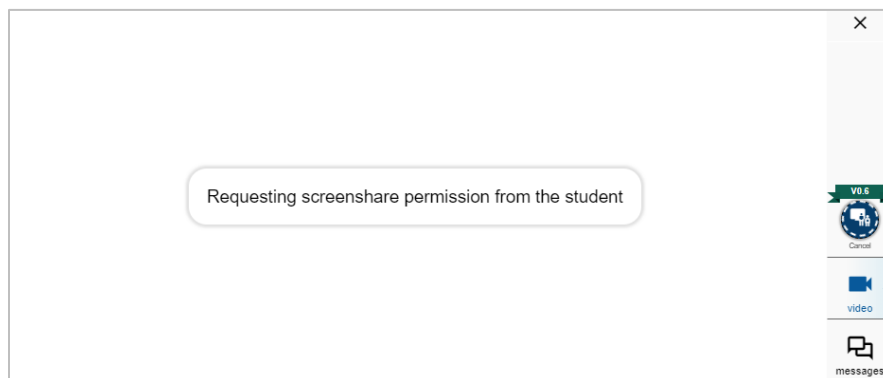 Requesting screenshare permission from the student
V0.6
Cancel
video
messages